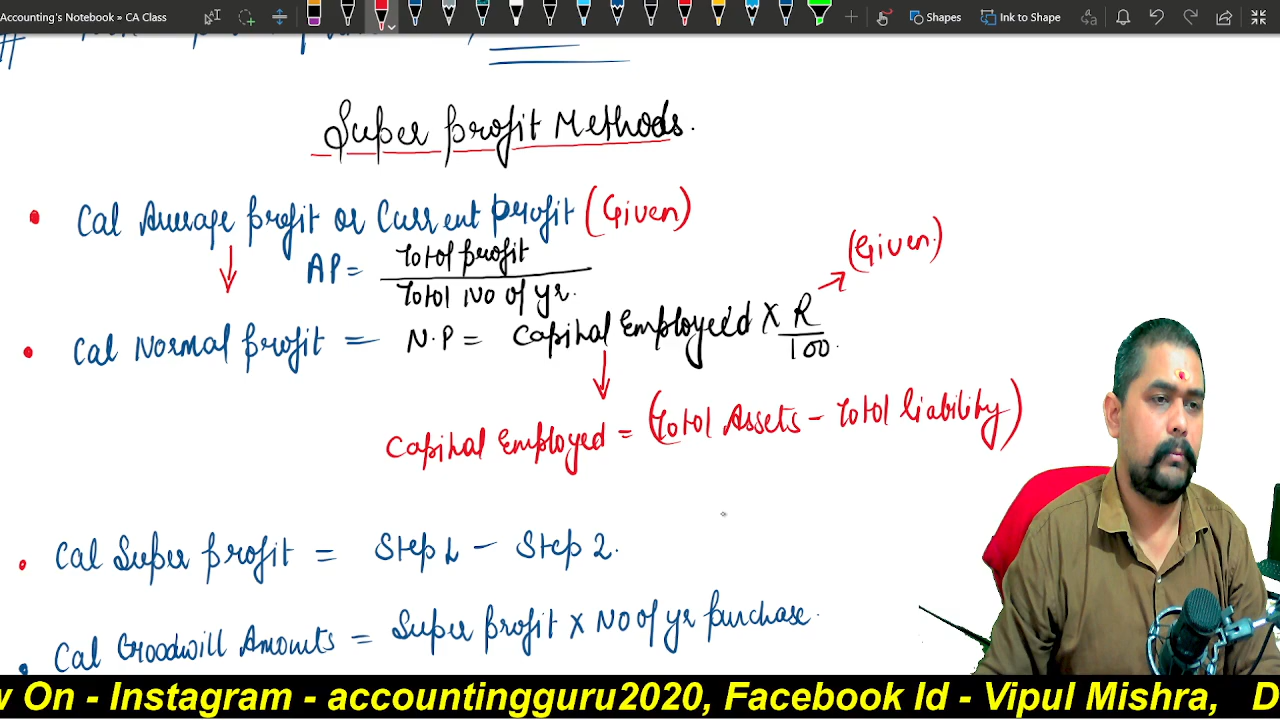 Accounting's Notebook » CA Class
Shapes
Ink to Shape
Super profit Methods.
• Cal Average profit or Current profit (Given)
AP = Total profit
Total No of yr.
(Given)
• Cal Normal profit = N.P = Capital Employe'd X R
100.
Capital Employed = (Total Assets - Total liability)
• Cal Super profit = Step 1 - Step 2.
• Cal Goodwill Amounts = Super profit x No of yr purchase.
w On - Instagram - accountingguru2020, Facebook Id - Vipul Mishra, D